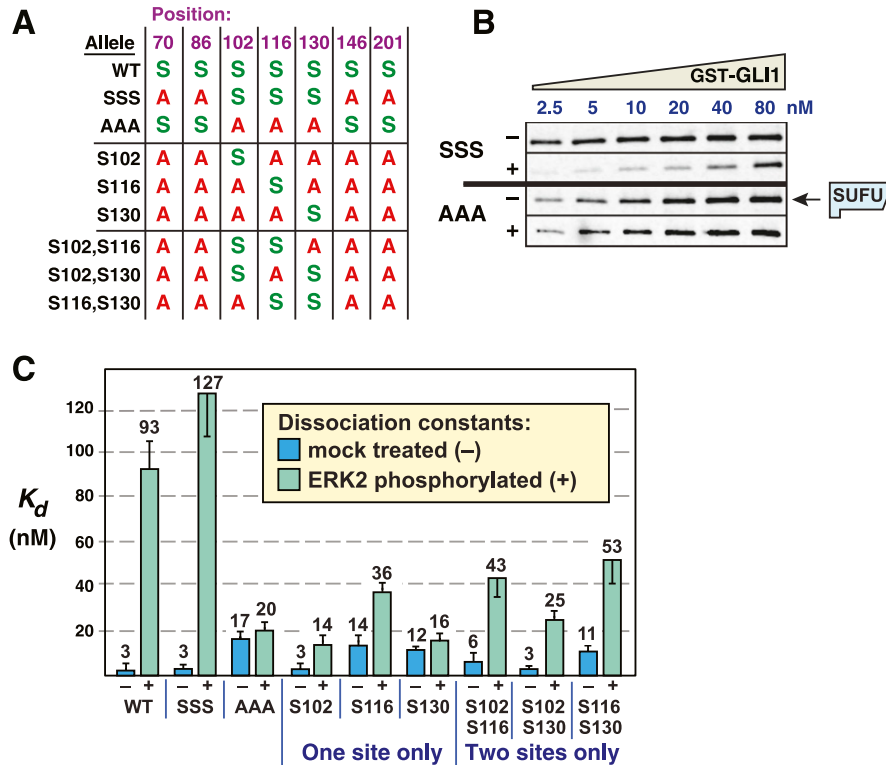 A
Position:
Allele 70 86 102 116 130 146 201
WT S S S S S S S
SSS A A S S S A A
AAA S S A A A S S
S102 A A S A A A A
S116 A A A S A A A
S130 A A A A S A A
S102,S116 A A S S A A A
S102,S130 A A S A S A A
S116,S130 A A A S S A A
B
GST-GLI1
2.5 5 10 20 40 80 nM
SSS
–
+
AAA
–
+
SUFU
C
Kd
(nM)
120
100
80
60
40
20
Dissociation constants:
mock treated (–)
ERK2 phosphorylated (+)
3 93 3 127 17 20 3 14 14 36 12 16 6 43 3 25 11 53
– + – + – + – + – + – + – + – + – +
WT SSS AAA S102 S116 S130 S102 S102 S116
S116 S130 S130
One site only Two sites only